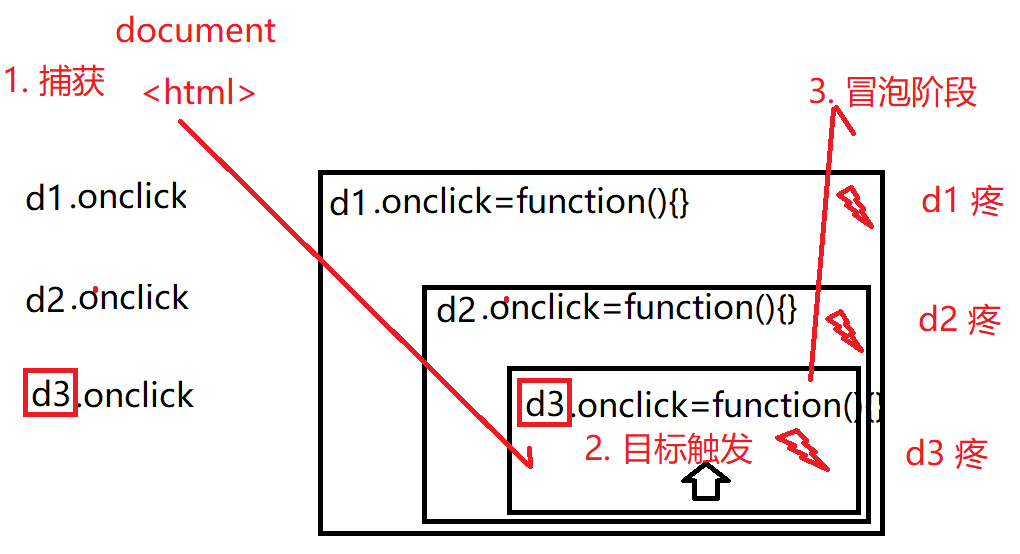 document
1. 捕获
<html>
3. 冒泡阶段
d1.onclick
d1.onclick=function(){}
d1 疼
d2.onclick
d2.onclick=function(){}
d2 疼
d3.onclick
d3.onclick=function(){}
2. 目标触发
d3 疼